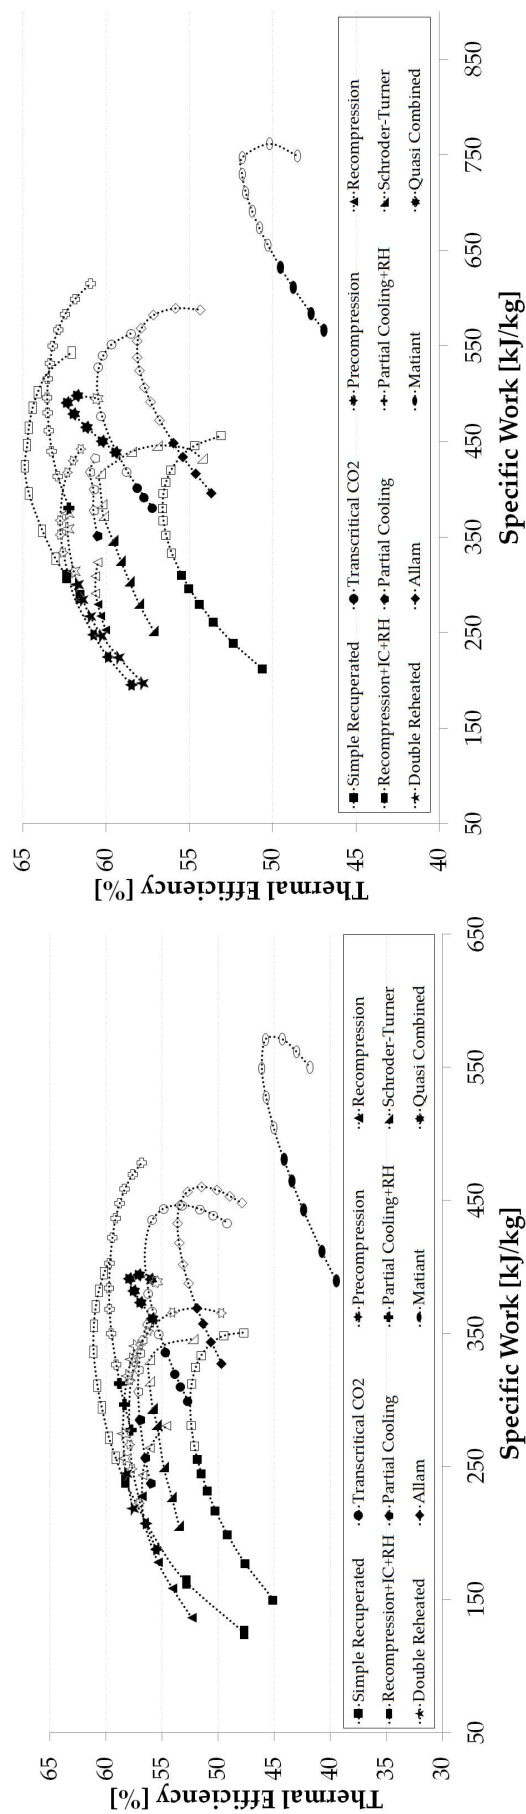 65
60
55
50
45
40
35
30
Thermal Efficiency [%]
50
150
250
350
450
550
650
Specific Work [kJ/kg]
Simple Recuperated
Transcritical CO2
Precompression
Recompression
Recompression+IC+RH
Partial Cooling
Partial Cooling+RH
Schroder-Turner
Double Reheated
Allam
Matiant
Quasi Combined
65
60
55
50
45
40
Thermal Efficiency [%]
50
150
250
350
450
550
650
750
850
Specific Work [kJ/kg]
Simple Recuperated
Transcritical CO2
Precompression
Recompression
Recompression+IC+RH
Partial Cooling
Partial Cooling+RH
Schroder-Turner
Double Reheated
Allam
Matiant
Quasi Combined